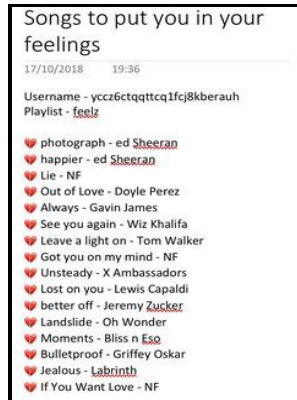 Songs to put you in your
feelings
17/10/2018 19:36
Username - yccz6ctqqttcq1fcj8kberauh
Playlist - feelz
💔 photograph - ed Sheeran
💔 happier - ed Sheeran
💔 Lie - NF
💔 Out of Love - Doyle Perez
💔 Always - Gavin James
💔 See you again - Wiz Khalifa
💔 Leave a light on - Tom Walker
💔 Got you on my mind - NF
💔 Unsteady - X Ambassadors
💔 Lost on you - Lewis Capaldi
💔 better off - Jeremy Zucker
💔 Landslide - Oh Wonder
💔 Moments - Bliss n Eso
💔 Bulletproof - Griffey Oskar
💔 Jealous - Labrinth
💔 If You Want Love - NF